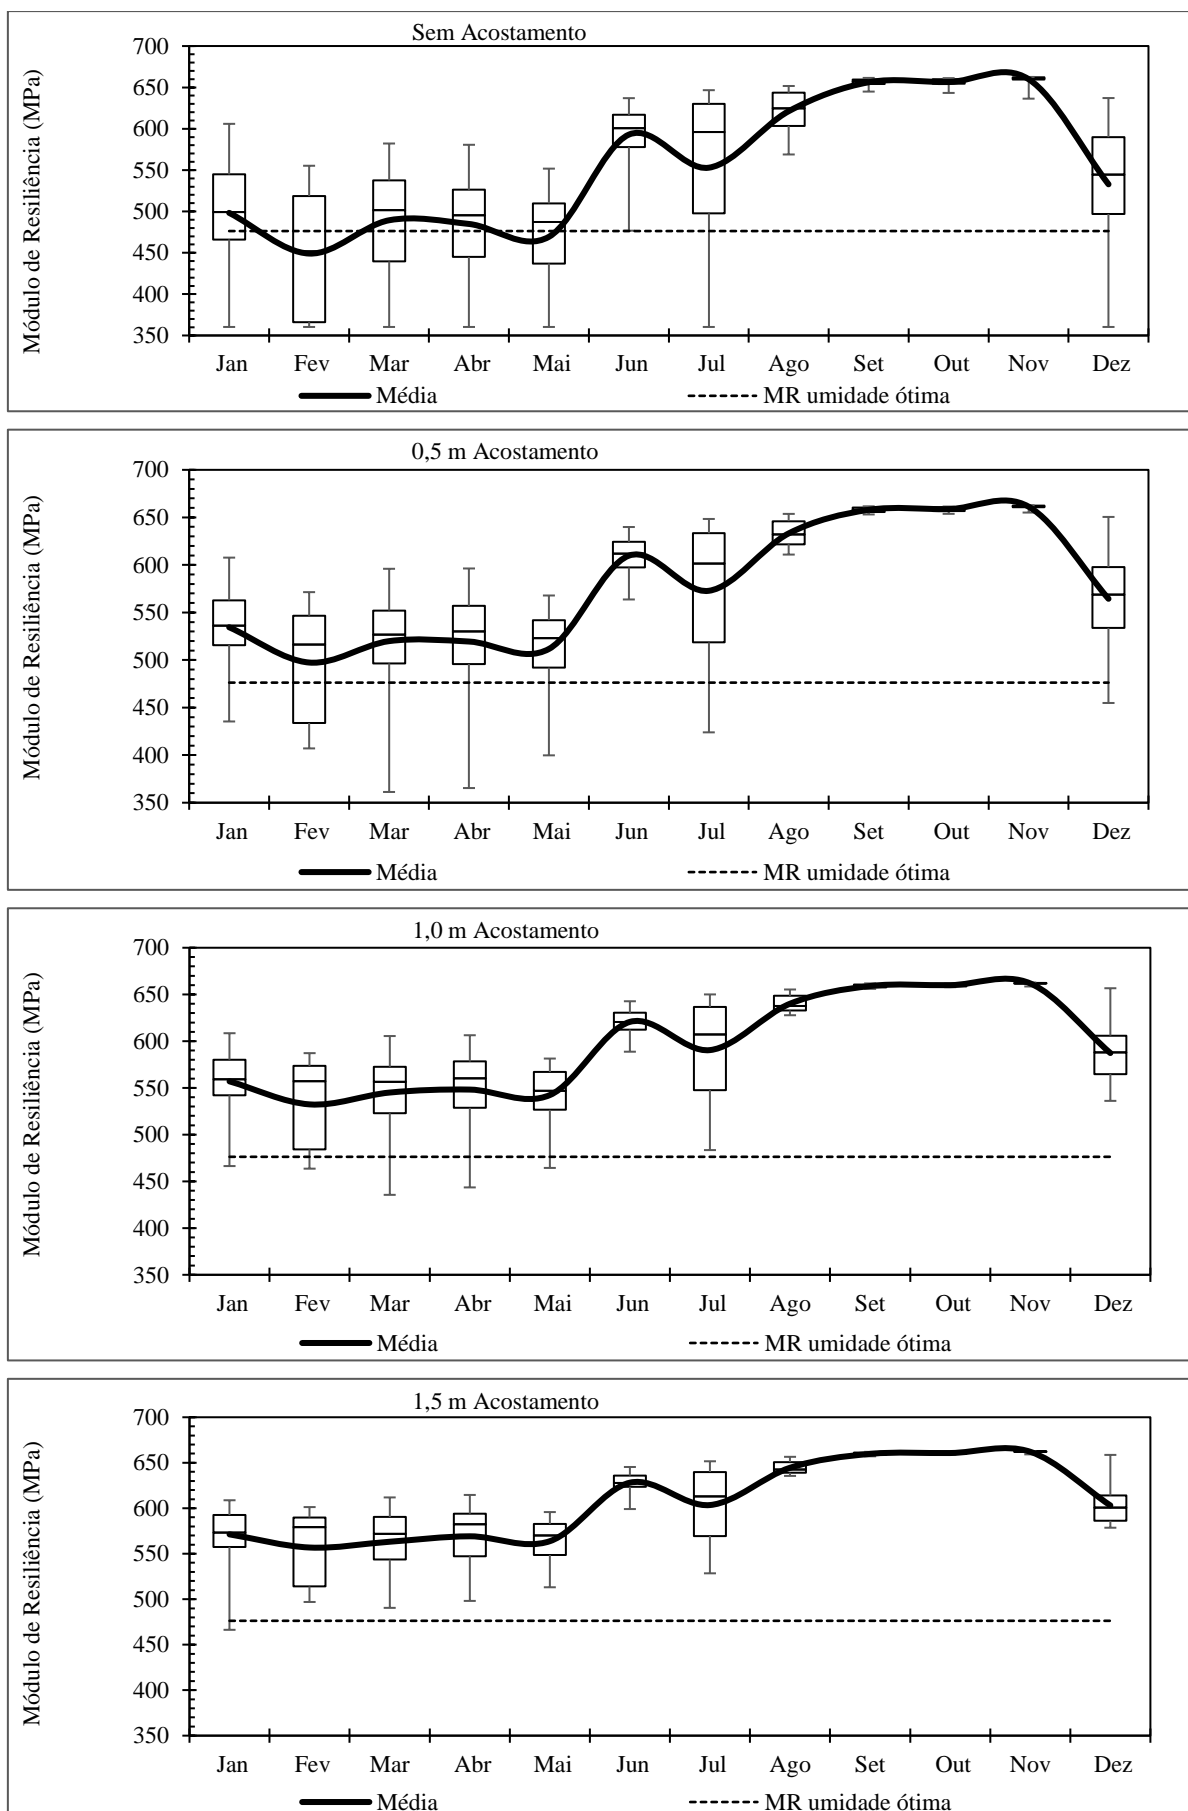 Sem Acostamento
Módulo de Resiliência (MPa)
700
650
600
550
500
450
400
350
Jan Fev Mar Abr Mai Jun Jul Ago Set Out Nov Dez
Média MR umidade ótima
0,5 m Acostamento
Módulo de Resiliência (MPa)
700
650
600
550
500
450
400
350
Jan Fev Mar Abr Mai Jun Jul Ago Set Out Nov Dez
Média MR umidade ótima
1,0 m Acostamento
Módulo de Resiliência (MPa)
700
650
600
550
500
450
400
350
Jan Fev Mar Abr Mai Jun Jul Ago Set Out Nov Dez
Média MR umidade ótima
1,5 m Acostamento
Módulo de Resiliência (MPa)
700
650
600
550
500
450
400
350
Jan Fev Mar Abr Mai Jun Jul Ago Set Out Nov Dez
Média MR umidade ótima